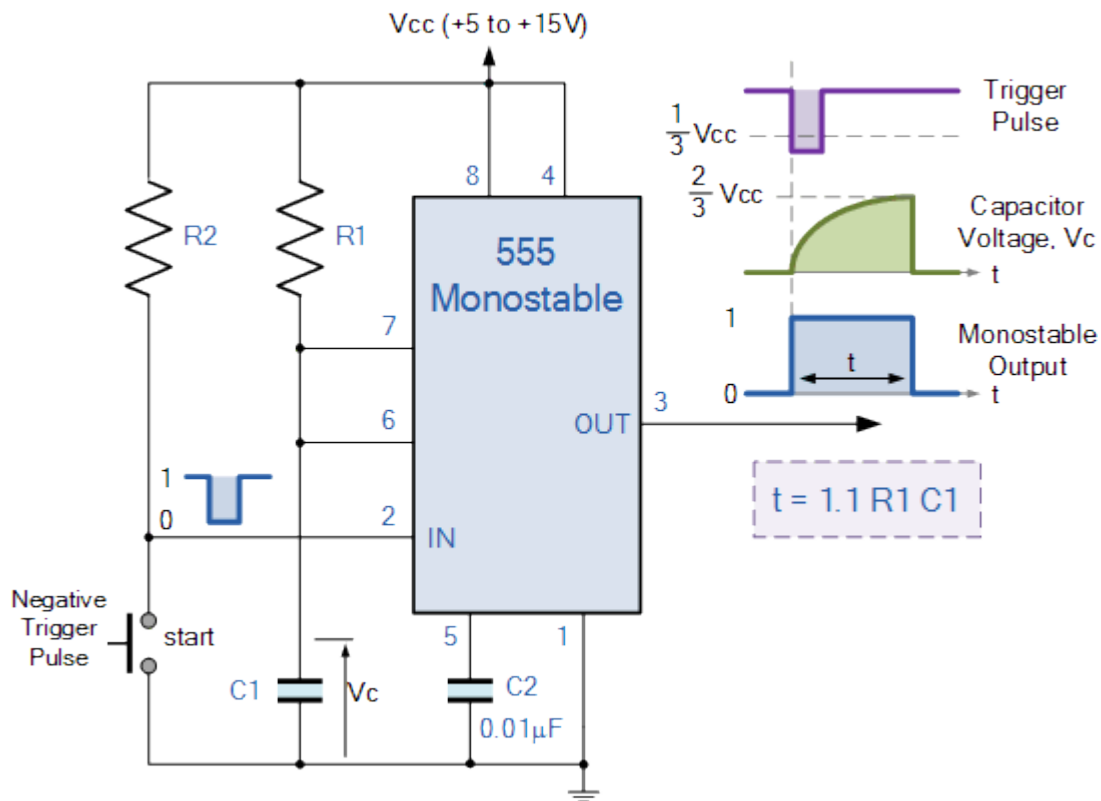 Vcc (+5 to +15V)
Trigger
Pulse
1/3 Vcc
2/3 Vcc
8
4
R2
R1
555
Monostable
Capacitor
Voltage, Vc
t
7
1
Monostable
Output
t
0
t
3
6
OUT
t = 1.1 R1 C1
1
0
2
IN
Negative
Trigger
Pulse
start
5
1
C1
Vc
C2
0.01µF